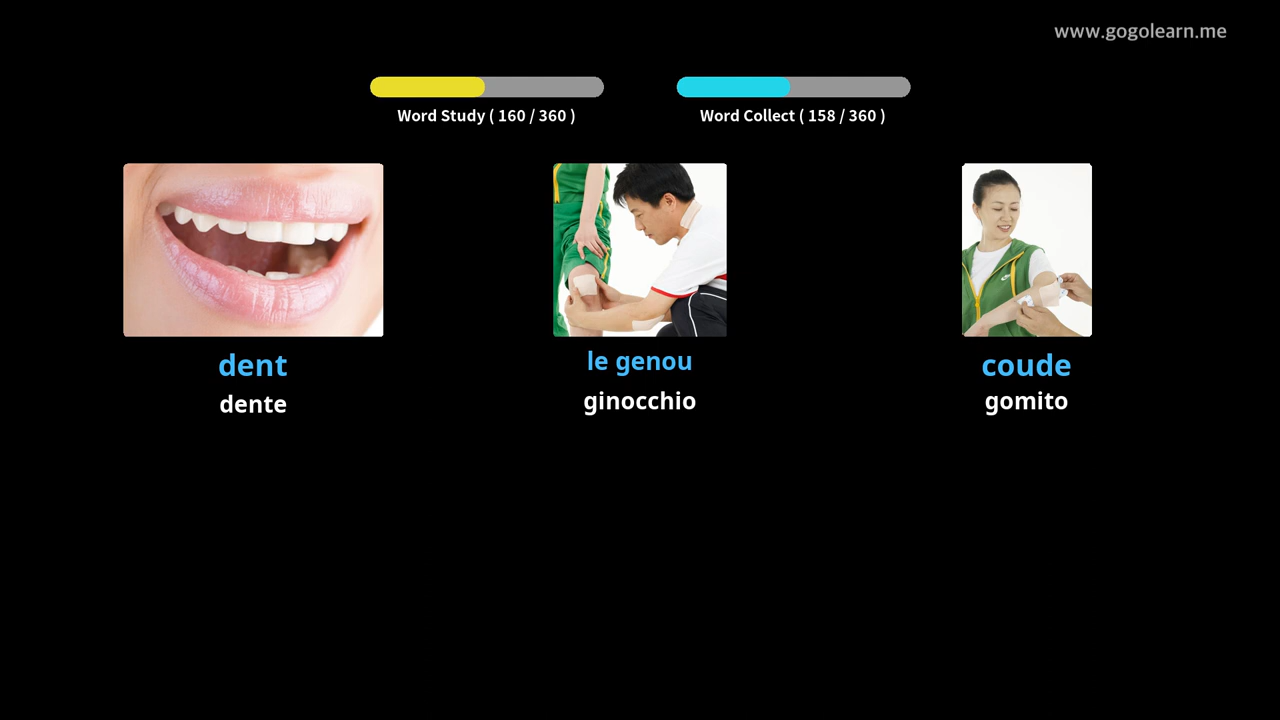 www.gogolearn.me
Word Study ( 160 / 360 )
Word Collect ( 158 / 360 )
dent
dente
le genou
ginocchio
coude
gomito